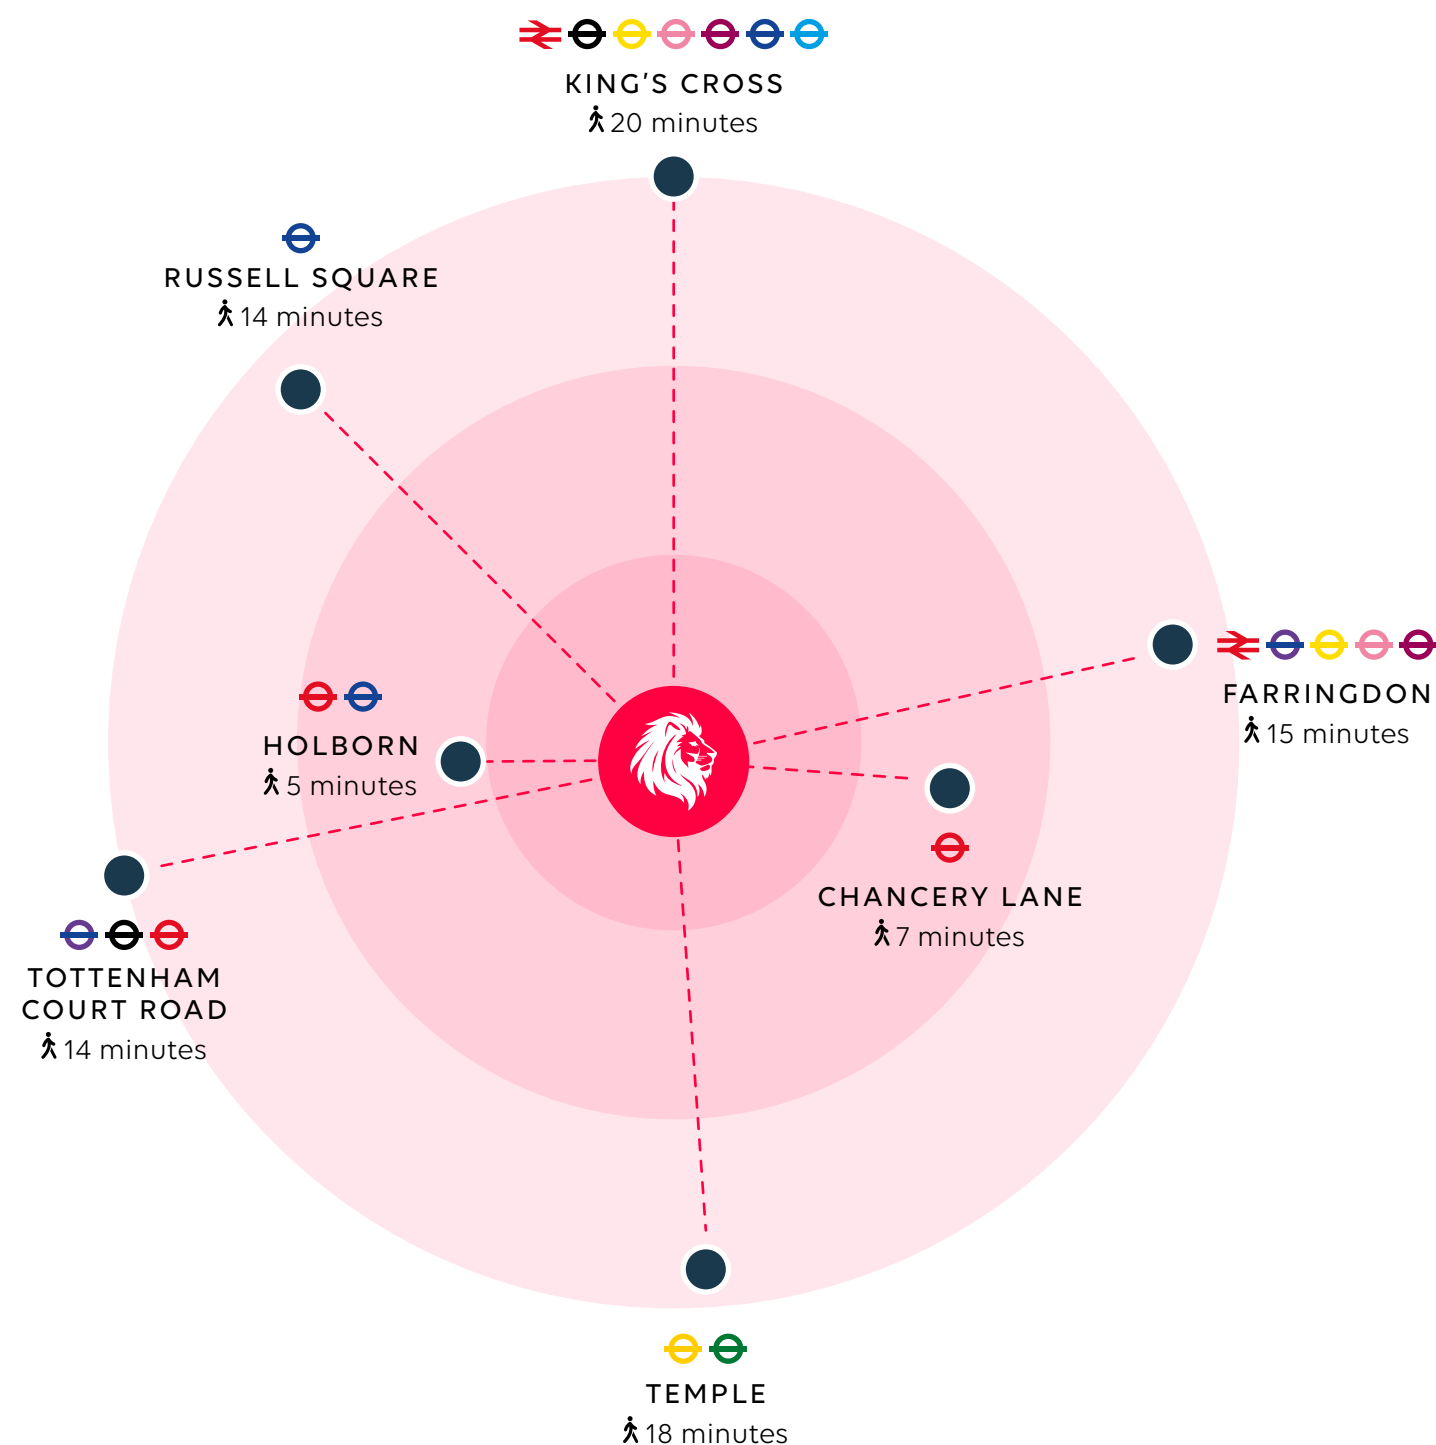 KING'S CROSS
20 minutes
RUSSELL SQUARE
14 minutes
FARRINGDON
15 minutes
HOLBORN
5 minutes
CHANCERY LANE
7 minutes
TOTTENHAM
COURT ROAD
14 minutes
TEMPLE
18 minutes